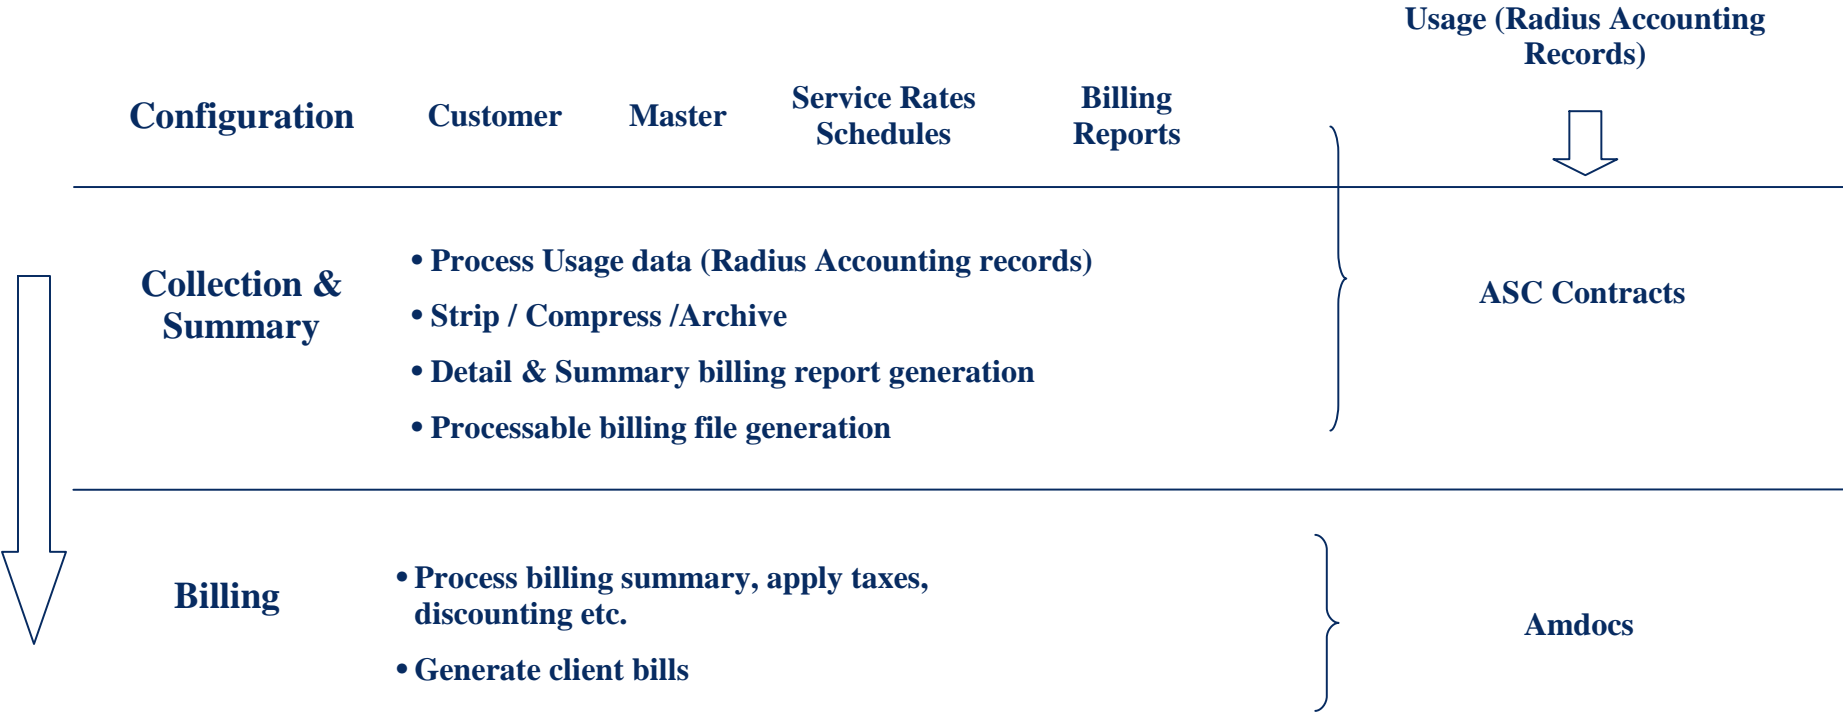 Usage (Radius Accounting
Records)
Configuration
Customer
Master
Service Rates
Schedules
Billing
Reports
Collection &
Summary
• Process Usage data (Radius Accounting records)
• Strip / Compress /Archive
• Detail & Summary billing report generation
• Processable billing file generation
ASC Contracts
Billing
• Process billing summary, apply taxes,
discounting etc.
• Generate client bills
Amdocs